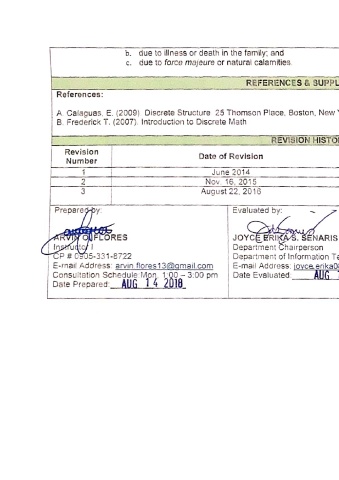 b. due to illness or death in the family; and
c. due to force majeure or natural calamities.
REFERENCES & SUPPL
References:
A. Calaguas, E. (2009). Discrete Structure. 25 Thomson Place, Boston, New Y
B. Frederick T. (2007). Introduction to Discrete Math
REVISION HISTO
Revision Number
Date of Revision
1 June 2014
2 Nov. 16, 2015
3 August 22, 2016
Prepared by:
ARVIN FLORES
Instructor I
CP # 0905-331-8722
E-mail Address: arvin.flores13@gmail.com
Consultation Schedule Mon. 1:00 – 3:00 pm
Date Prepared: AUG 14 2018
Evaluated by:
JOYCE ERIKA S. SENARIS
Department Chairperson
Department of Information Te
E-mail Address: joyce.erika0
Date Evaluated: AUG 1